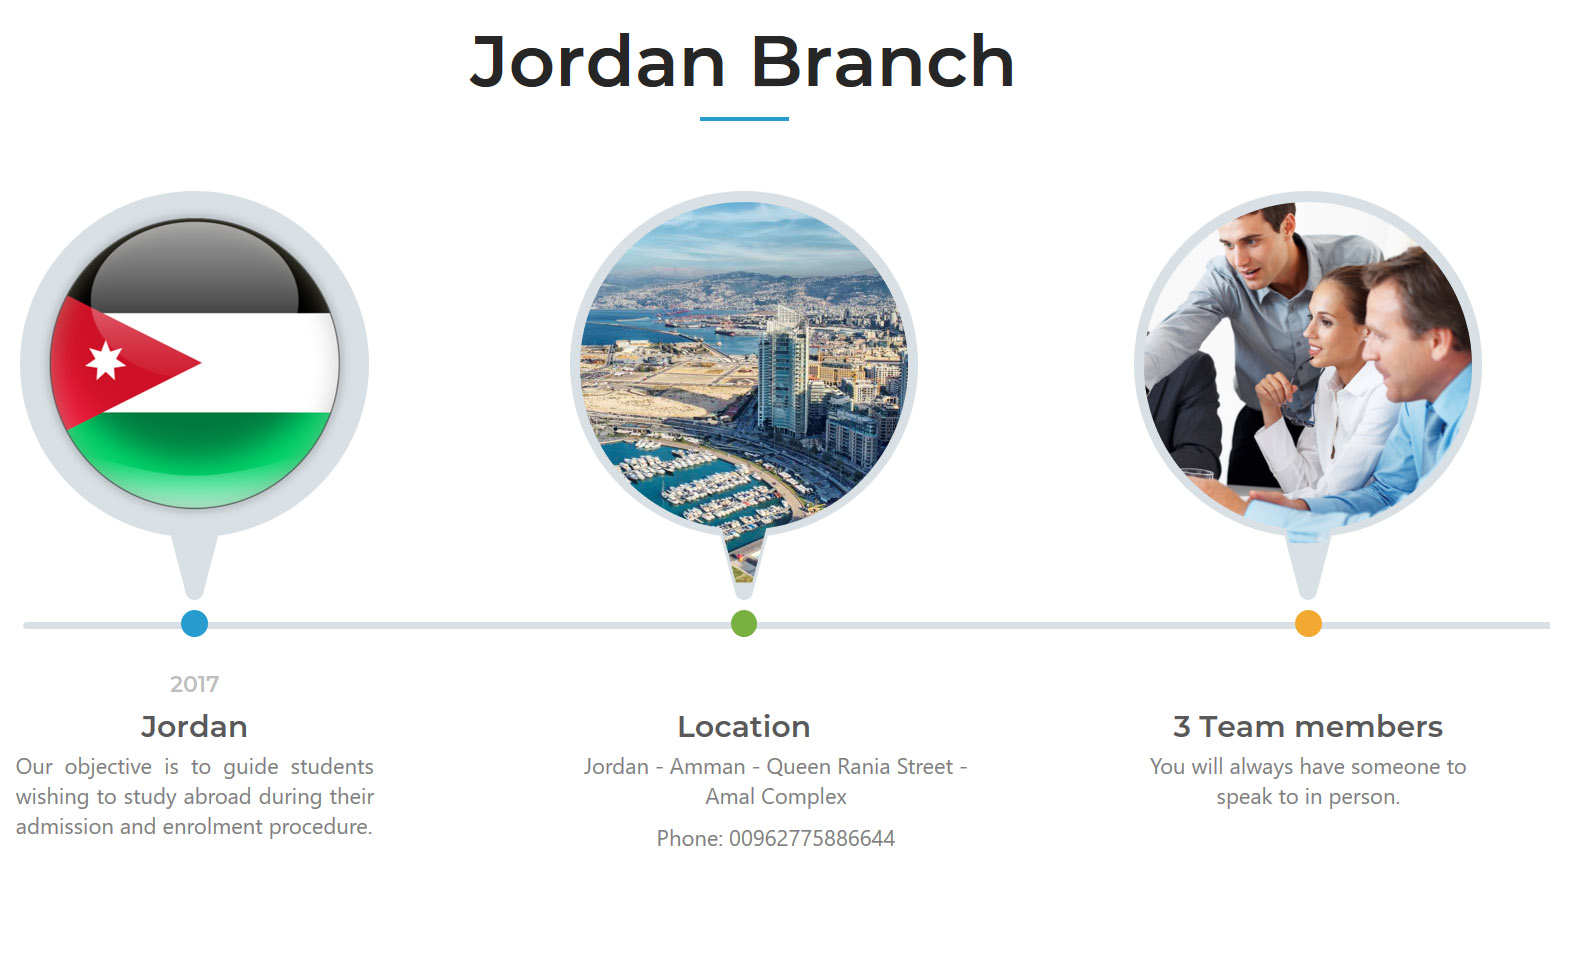 Jordan Branch
2017
Jordan
Our objective is to guide students
wishing to study abroad during their
admission and enrolment procedure.
Location
Jordan - Amman - Queen Rania Street -
Amal Complex
Phone: 00962775886644
3 Team members
You will always have someone to
speak to in person.